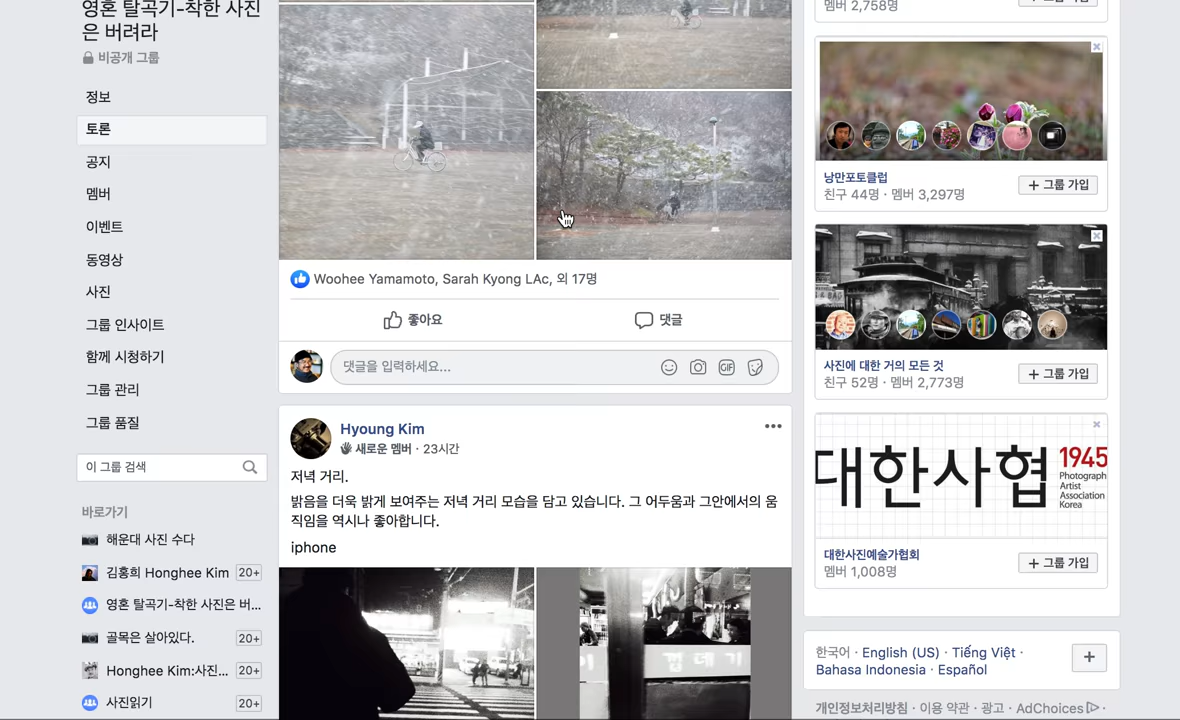 영혼 탈곡기-착한 사진
은 버려라
비공개 그룹
정보
토론
공지
멤버
이벤트
동영상
사진
그룹 인사이트
함께 시청하기
그룹 관리
그룹 품질
이 그룹 검색
바로가기
해운대 사진 수다
김홍희 Honghee Kim 20+
영혼 탈곡기-착한 사진은 버...
골목은 살아있다. 20+
Honghee Kim:사진... 20+
사진읽기 20+
Woohee Yamamoto, Sarah Kyong LAc, 외 17명
좋아요 댓글
댓글을 입력하세요...
GIF
Hyoung Kim
새로운 멤버 · 23시간
저녁 거리.
밝음을 더욱 밝게 보여주는 저녁 거리 모습을 담고 있습니다. 그 어두움과 그안에서의 움
직임을 역시나 좋아합니다.
iphone
껍데기
멤버 2,758명
+ 그룹 가입
낭만포토클럽
친구 44명 · 멤버 3,297명
+ 그룹 가입
사진에 대한 거의 모든 것
친구 52명 · 멤버 2,773명
+ 그룹 가입
대한사협
1945
Photograph
Artist
Association
Korea
대한사진예술가협회
멤버 1,008명
+ 그룹 가입
한국어 · English (US) · Tiếng Việt ·
Bahasa Indonesia · Español
개인정보처리방침 · 이용 약관 · 광고 · AdChoices ·